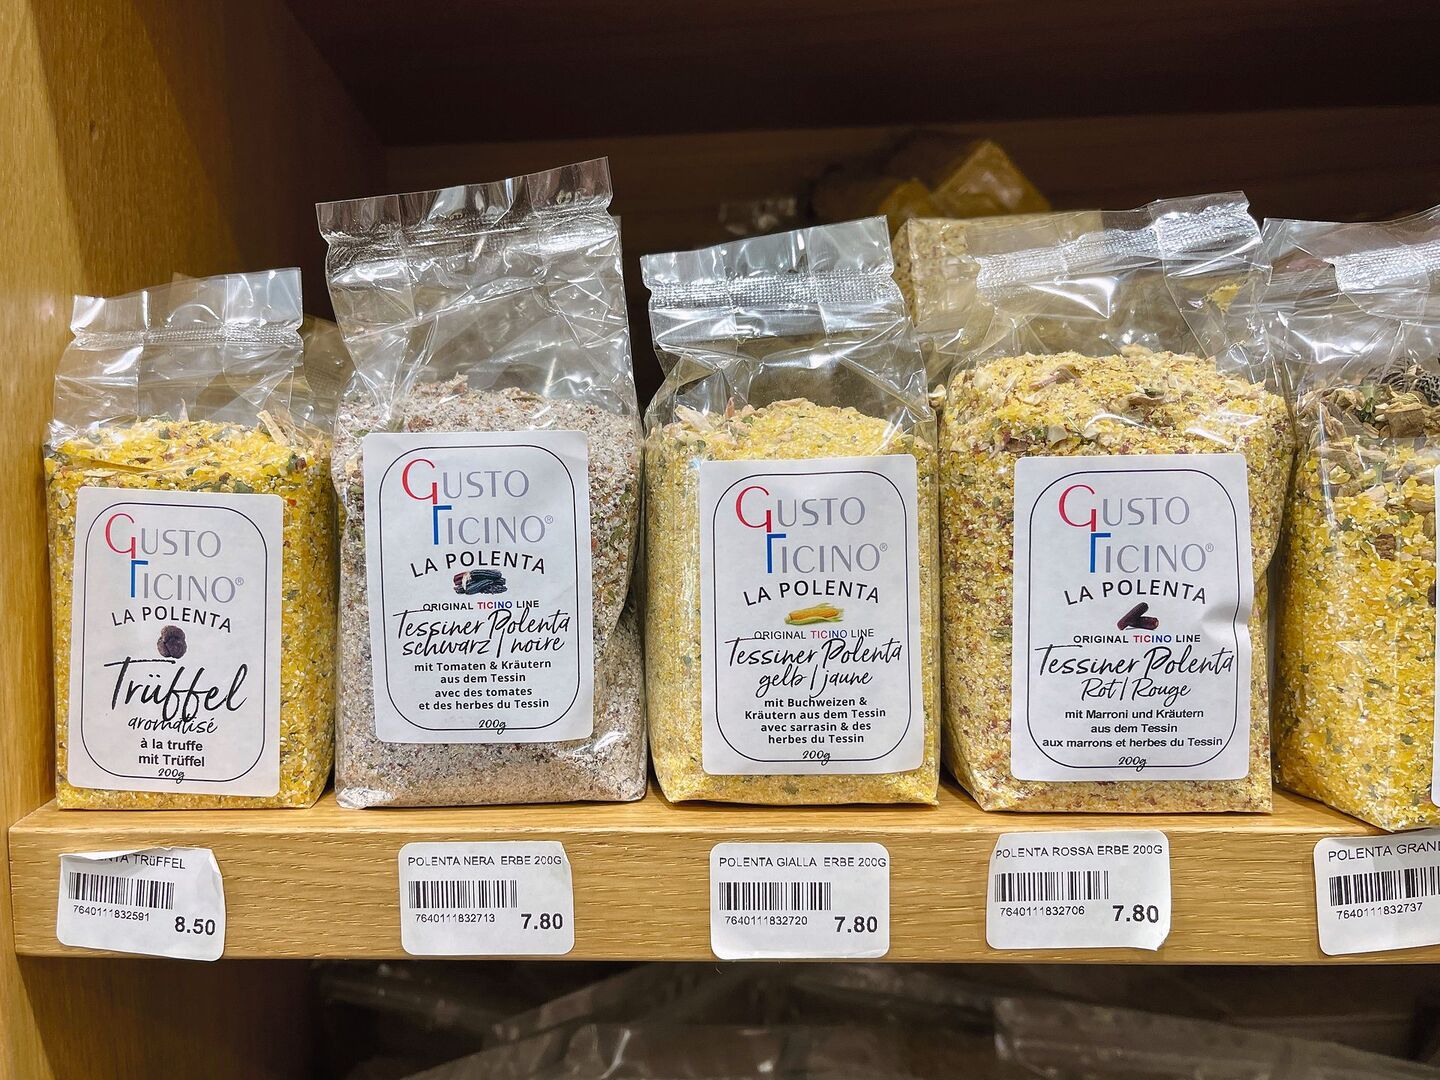 GUSTO
TICINO®
LA POLENTA
Trüffel
aromatisé
à la truffe
mit Trüffel
200g
GUSTO
TICINO®
LA POLENTA
ORIGINAL TICINO LINE
Tessiner Polenta
schwarz / noire
mit Tomaten & Kräutern
aus dem Tessin
avec des tomates
et des herbes du Tessin
200g
GUSTO
TICINO®
LA POLENTA
ORIGINAL TICINO LINE
Tessiner Polenta
gelb / jaune
mit Buchweizen &
Kräutern aus dem Tessin
avec sarrasin & des
herbes du Tessin
200g
GUSTO
TICINO®
LA POLENTA
ORIGINAL TICINO LINE
Tessiner Polenta
Rot / Rouge
mit Marroni und Kräutern
aus dem Tessin
aux marrons et herbes du Tessin
200g
TRÜFFEL
7640111832591
8.50
POLENTA NERA ERBE 200G
7640111832713
7.80
POLENTA GIALLA ERBE 200G
7640111832720
7.80
POLENTA ROSSA ERBE 200G
7640111832706
7.80
POLENTA
7640111832737